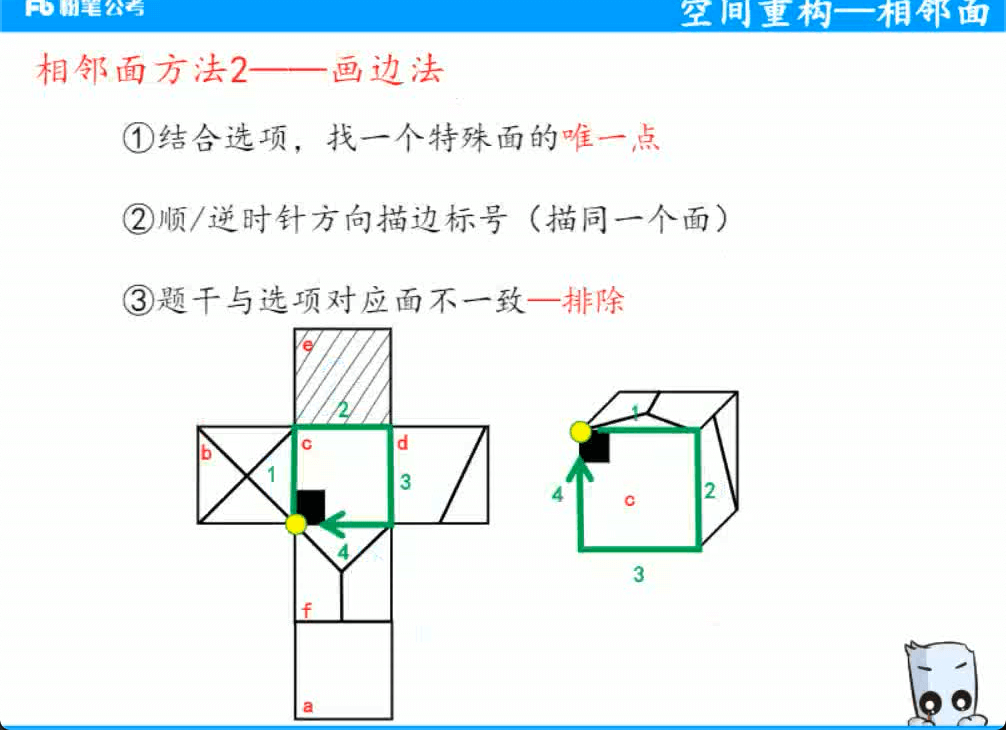 粉笔公考
空间重构—相邻面
相邻面方法2——画边法
①结合选项，找一个特殊面的唯一点
②顺/逆时针方向描边标号（描同一个面）
③题干与选项对应面不一致—排除
e
2
b
c
d
1
3
4
f
a
1
4
c
2
3